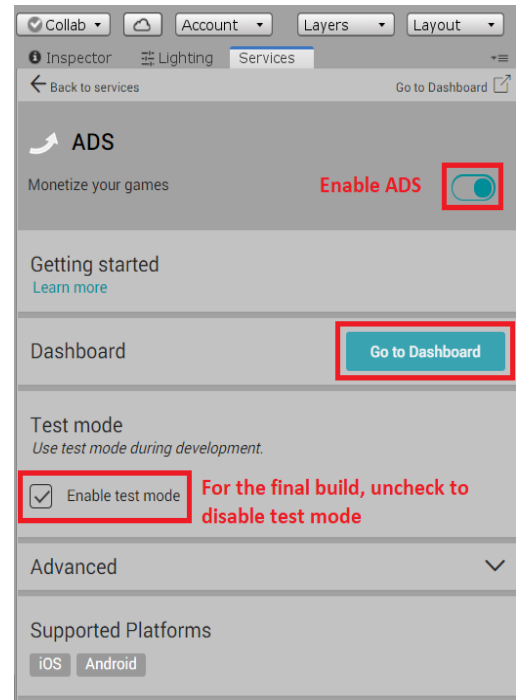 Collab Account Layers Layout
Inspector Lighting Services
Back to services Go to Dashboard
ADS
Monetize your games Enable ADS
Getting started
Learn more
Dashboard Go to Dashboard
Test mode
Use test mode during development.
Enable test mode For the final build, uncheck to
disable test mode
Advanced
Supported Platforms
iOS Android